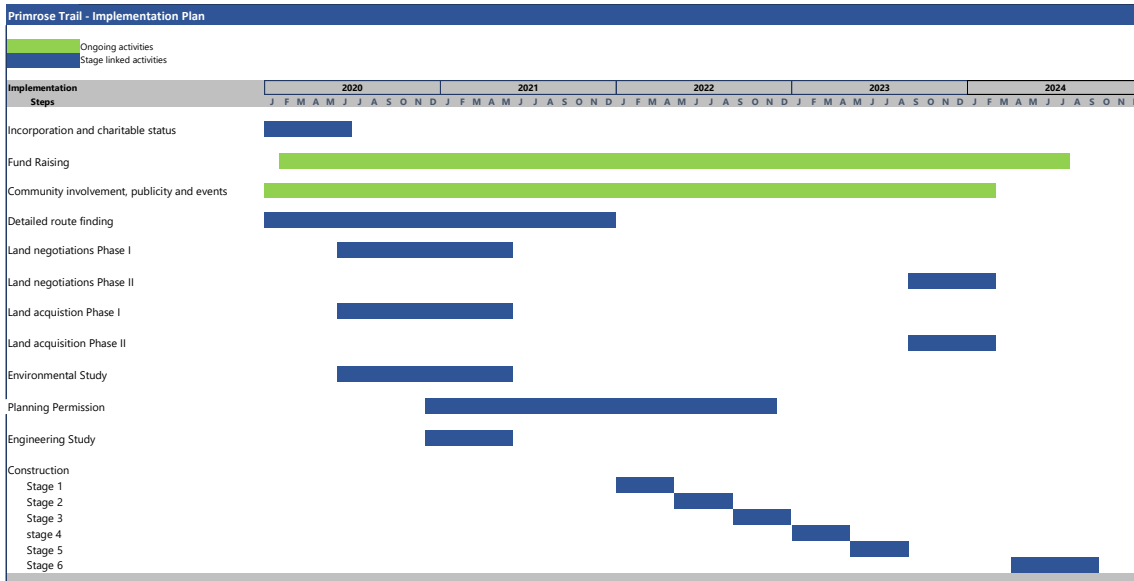 Primrose Trail - Implementation Plan
Ongoing activities
Stage linked activities
Implementation 2020 2021 2022 2023 2024
Steps J F M A M J J A S O N D J F M A M J J A S O N D J F M A M J J A S O N D J F M A M J J A S O N D J F M A M J J A S O N
Incorporation and charitable status
Fund Raising
Community involvement, publicity and events
Detailed route finding
Land negotiations Phase I
Land negotiations Phase II
Land acquistion Phase I
Land acquisition Phase II
Environmental Study
Planning Permission
Engineering Study
Construction
Stage 1
Stage 2
Stage 3
stage 4
Stage 5
Stage 6